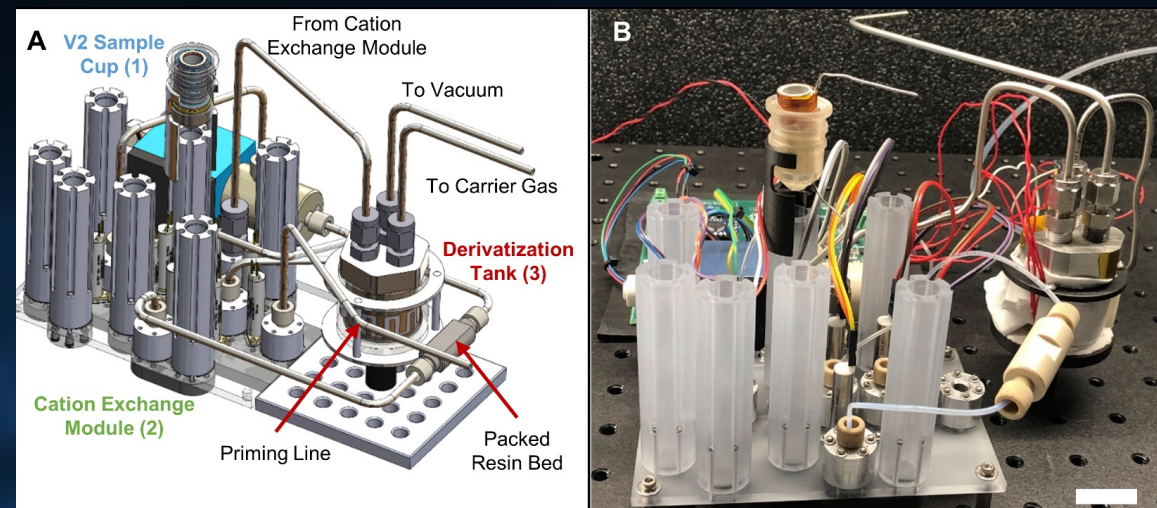 A
V2 Sample
Cup (1)
From Cation
Exchange Module
To Vacuum
To Carrier Gas
Derivatization
Tank (3)
Cation Exchange
Module (2)
Priming Line
Packed
Resin Bed
B